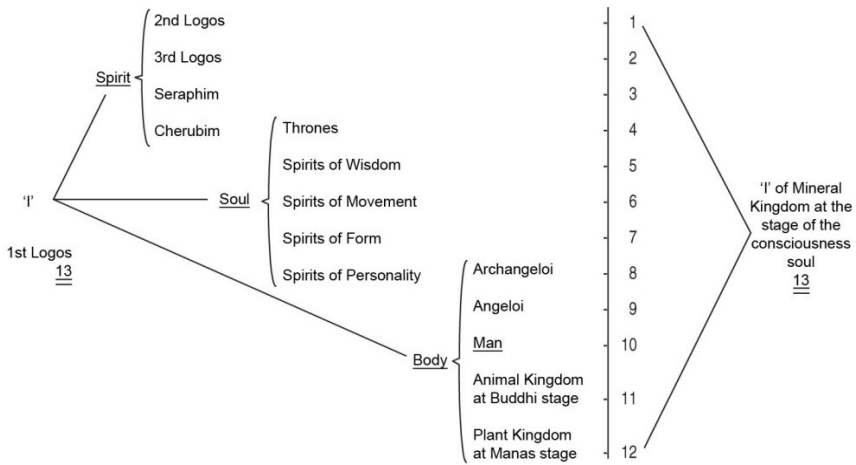 2nd Logos
3rd Logos
Spirit
Seraphim
Cherubim
Thrones
Spirits of Wisdom
'I'
Soul
Spirits of Movement
Spirits of Form
Spirits of Personality
1st Logos
13
Archangeloi
Angeloi
Man
Body
Animal Kingdom
at Buddhi stage
Plant Kingdom
at Manas stage
1
2
3
4
5
6
7
8
9
10
11
12
'I' of Mineral
Kingdom at the
stage of the
consciousness
soul
13